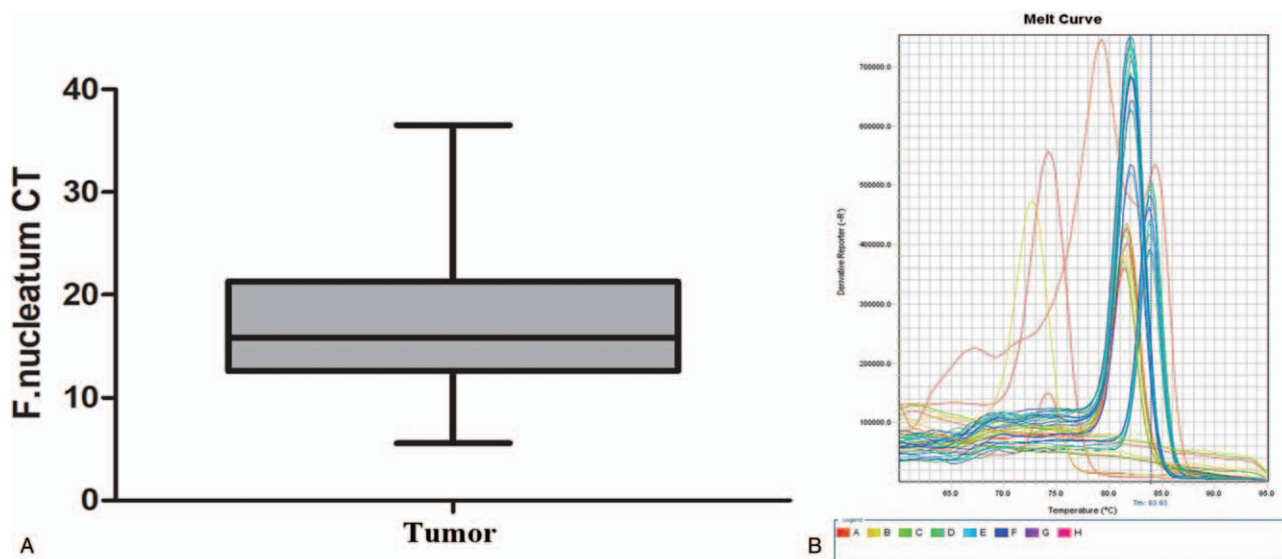 Melt Curve
40
30
20
10
0
F.nucleatum CT
Tumor
A
700000.0
600000.0
500000.0
400000.0
300000.0
200000.0
100000.0
Derivative Reporter (-R')
65.0 70.0 75.0 80.0 85.0 90.0 95.0
Tm: 83.93
Temperature (°C)
Legend
A B C D E F G H
B